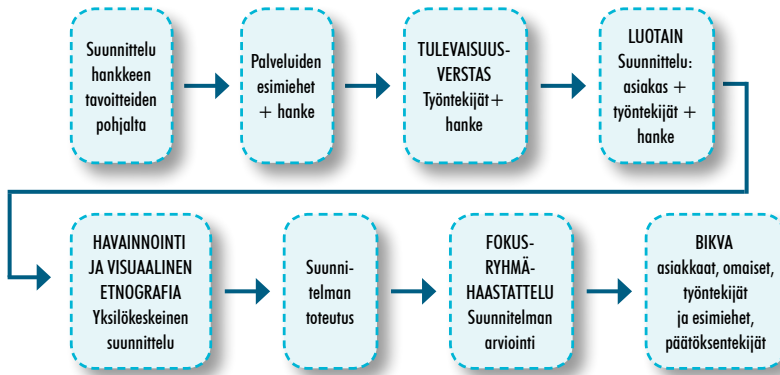 Suunnittelu
hankkeen
tavoitteiden
pohjalta
Palveluiden
esimiehet
+ hanke
TULEVAISUUS-
VERSTAS
Työntekijät+
hanke
LUOTAIN
Suunnittelu:
asiakas +
työntekijät +
hanke
HAVAINNOINTI
JA VISUAALINEN
ETNOGRAFIA
Yksilökeskeinen
suunnittelu
Suunni-
telman
toteutus
FOKUS-
RYHMÄ-
HAASTATTELU
Suunnitelman
arviointi
BIKVA
asiakkaat, omaiset,
työntekijät
ja esimiehet,
päätöksentekijät